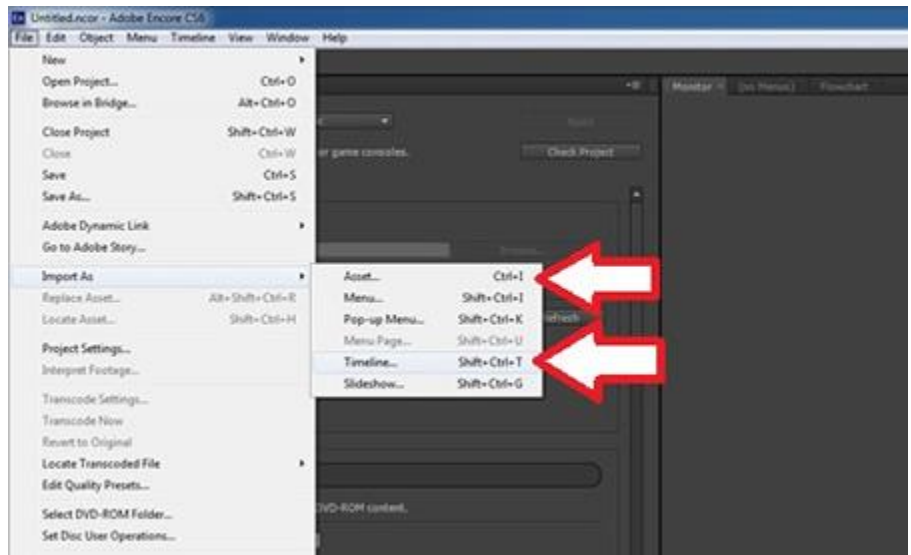 Untitled.ncor - Adobe Encore CS6
File Edit Object Menu Timeline View Window Help
New
Open Project... Ctrl+O
Browse in Bridge... Alt+Ctrl+O
Close Project Shift+Ctrl+W
Close Ctrl+W
Save Ctrl+S
Save As... Shift+Ctrl+S
Adobe Dynamic Link
Go to Adobe Story...
Import As
Replace Asset... Alt+Shift+Ctrl+R
Locate Asset... Shift+Ctrl+H
Project Settings...
Interpret Footage...
Transcode Settings...
Transcode Now
Revert to Original
Locate Transcoded File
Edit Quality Presets...
Select DVD-ROM Folder...
Set Disc User Operations...
Asset... Ctrl+I
Menu... Shift+Ctrl+I
Pop-up Menu... Shift+Ctrl+K
Menu Page... Shift+Ctrl+U
Timeline... Shift+Ctrl+T
Slideshow... Shift+Ctrl+G
or game consoles.
Check Project
DVD-ROM content.
Monitor (no Menus) Flowchart